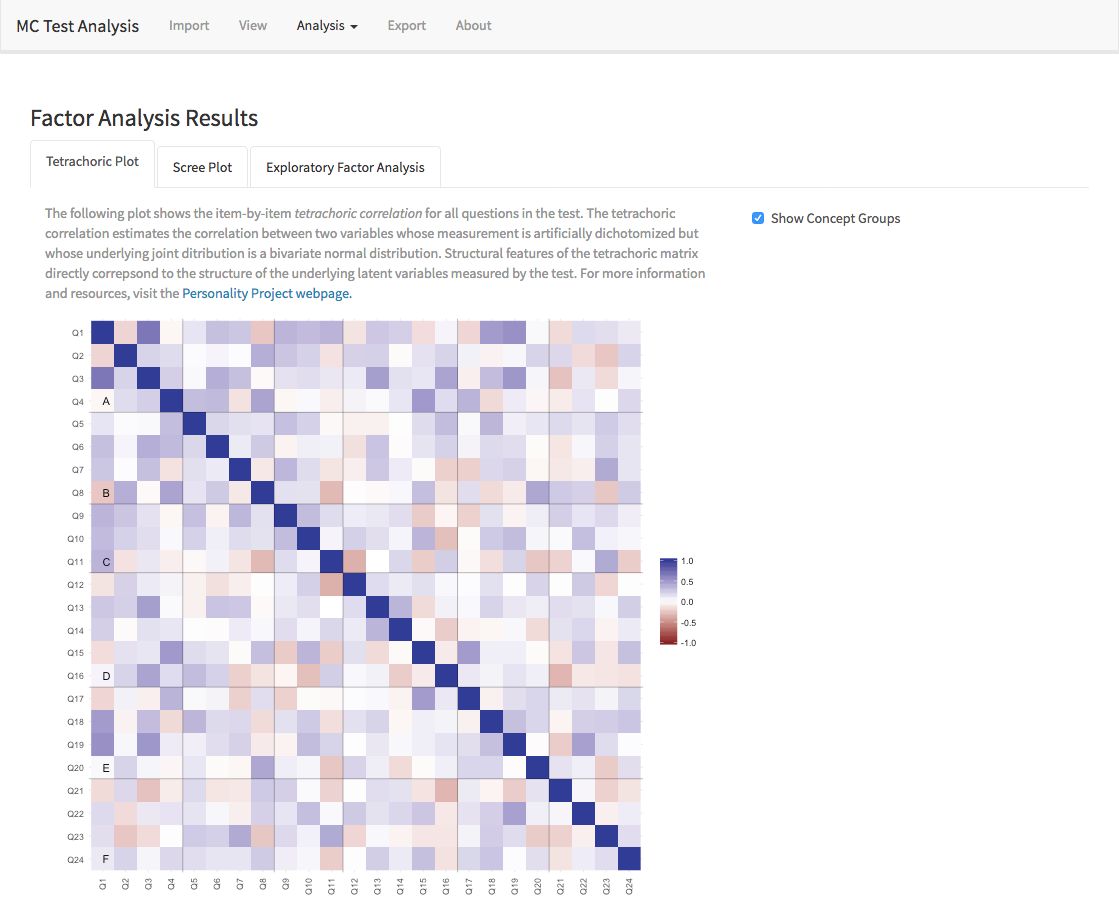 MC Test Analysis Import View Analysis Export About
Factor Analysis Results
Tetrachoric Plot Scree Plot Exploratory Factor Analysis
The following plot shows the item-by-item tetrachoric correlation for all questions in the test. The tetrachoric
correlation estimates the correlation between two variables whose measurement is artificially dichotomized but
whose underlying joint ditribution is a bivariate normal distribution. Structural features of the tetrachoric matrix
directly correpsond to the structure of the underlying latent variables measured by the test. For more information
and resources, visit the Personality Project webpage.
Show Concept Groups
Q1
Q2
Q3
Q4 A
Q5
Q6
Q7
Q8 B
Q9
Q10
Q11 C
Q12
Q13
Q14
Q15
Q16 D
Q17
Q18
Q19
Q20 E
Q21
Q22
Q23
Q24 F
Q1 Q2 Q3 Q4 Q5 Q6 Q7 Q8 Q9 Q10 Q11 Q12 Q13 Q14 Q15 Q16 Q17 Q18 Q19 Q20 Q21 Q22 Q23 Q24
1.0
0.5
0.0
-0.5
-1.0